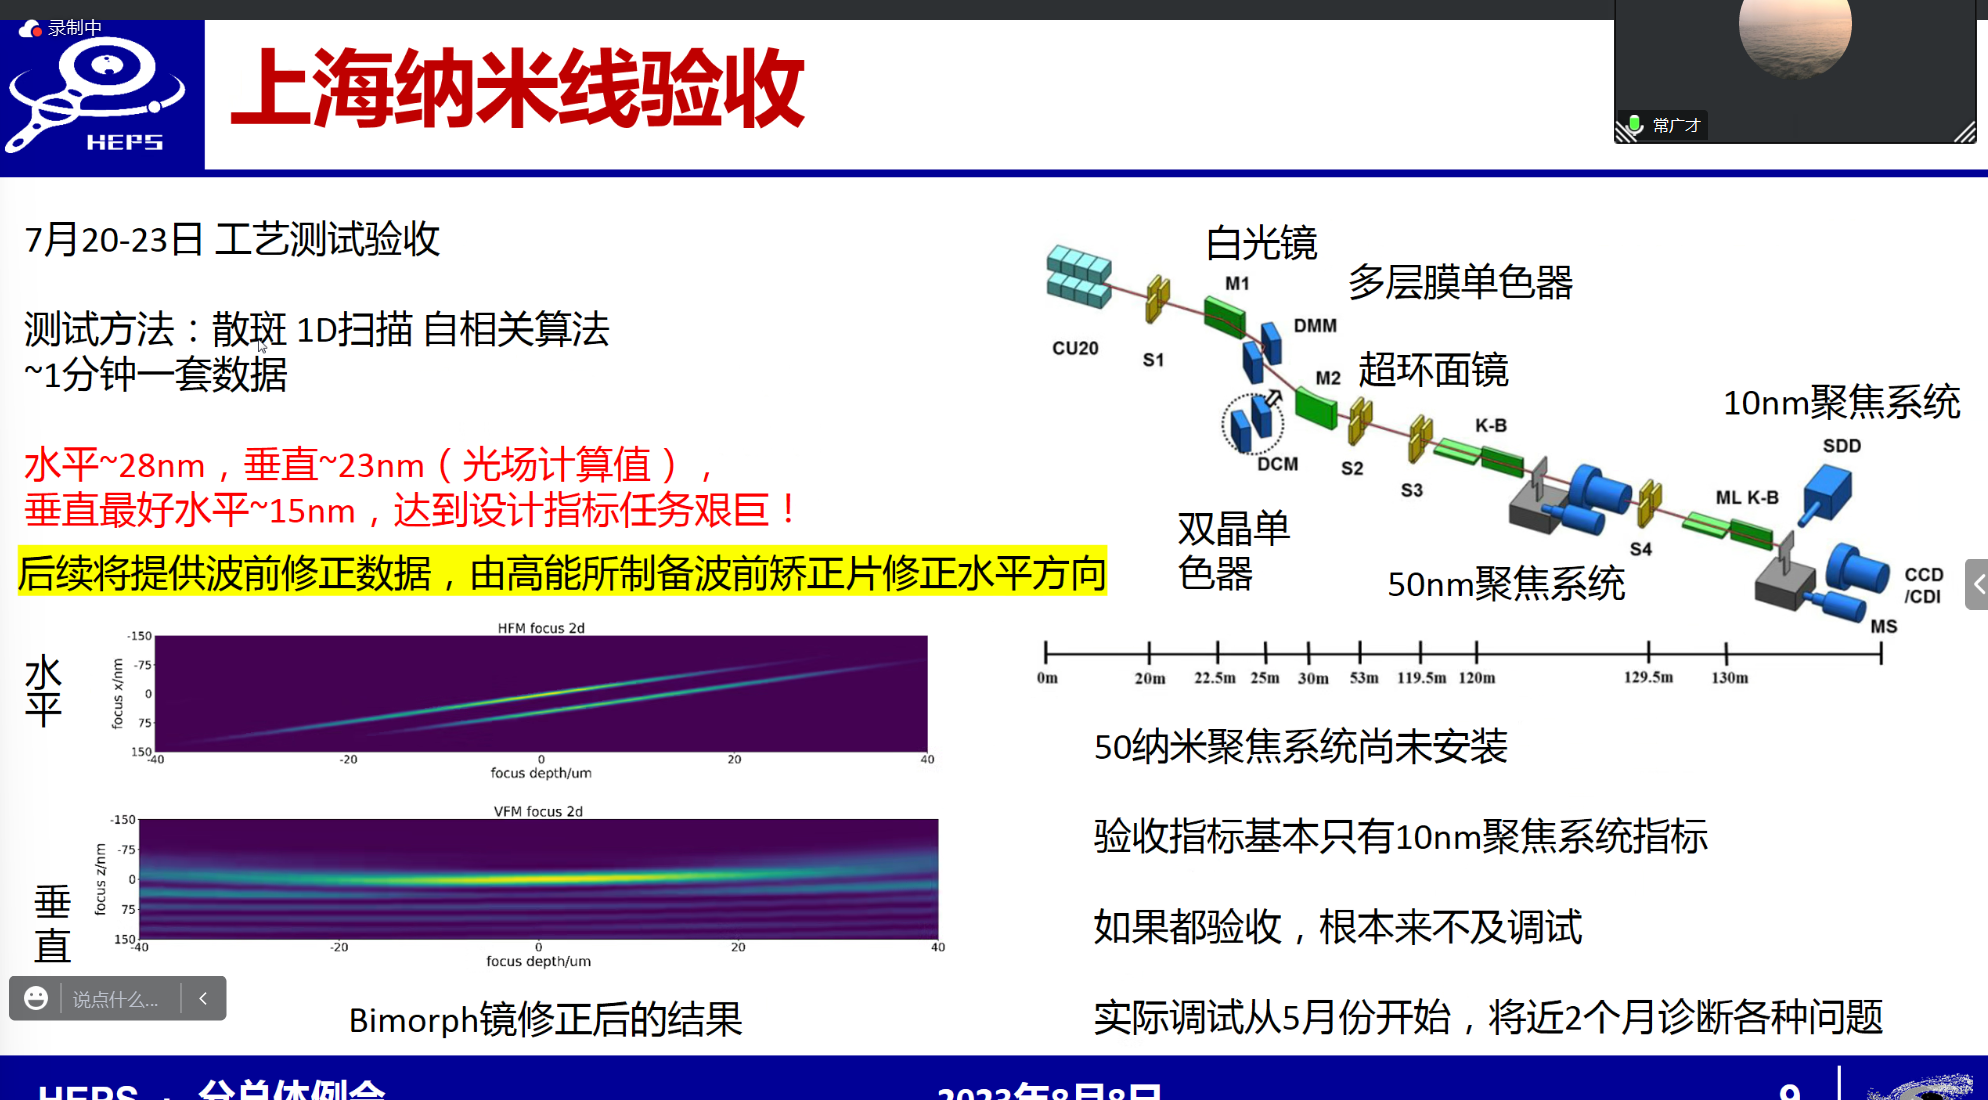 录制中
HEPS
上海纳米线验收
常广才
7月20-23日 工艺测试验收
测试方法：散斑 1D扫描 自相关算法
~1分钟一套数据
水平~28nm，垂直~23nm（光场计算值），
垂直最好水平~15nm，达到设计指标任务艰巨！
后续将提供波前修正数据，由高能所制备波前矫正片修正水平方向
水平
HFM focus 2d
focus x/nm
-150
-75
0
75
150
-40
-20
0
20
40
focus depth/um
垂直
VFM focus 2d
focus z/nm
-150
-75
0
75
150
-40
-20
0
20
40
focus depth/um
说点什么...
Bimorph镜修正后的结果
白光镜
M1
多层膜单色器
DMM
CU20
S1
M2
超环面镜
10nm聚焦系统
K-B
SDD
DCM
S2
S3
ML K-B
双晶单
色器
S4
50nm聚焦系统
CCD
/CDI
MS
0m
20m
22.5m
25m
30m
53m
119.5m
120m
129.5m
130m
50纳米聚焦系统尚未安装
验收指标基本只有10nm聚焦系统指标
如果都验收，根本来不及调试
实际调试从5月份开始，将近2个月诊断各种问题
HEPS · 分总体例会
2023年8月8日
9